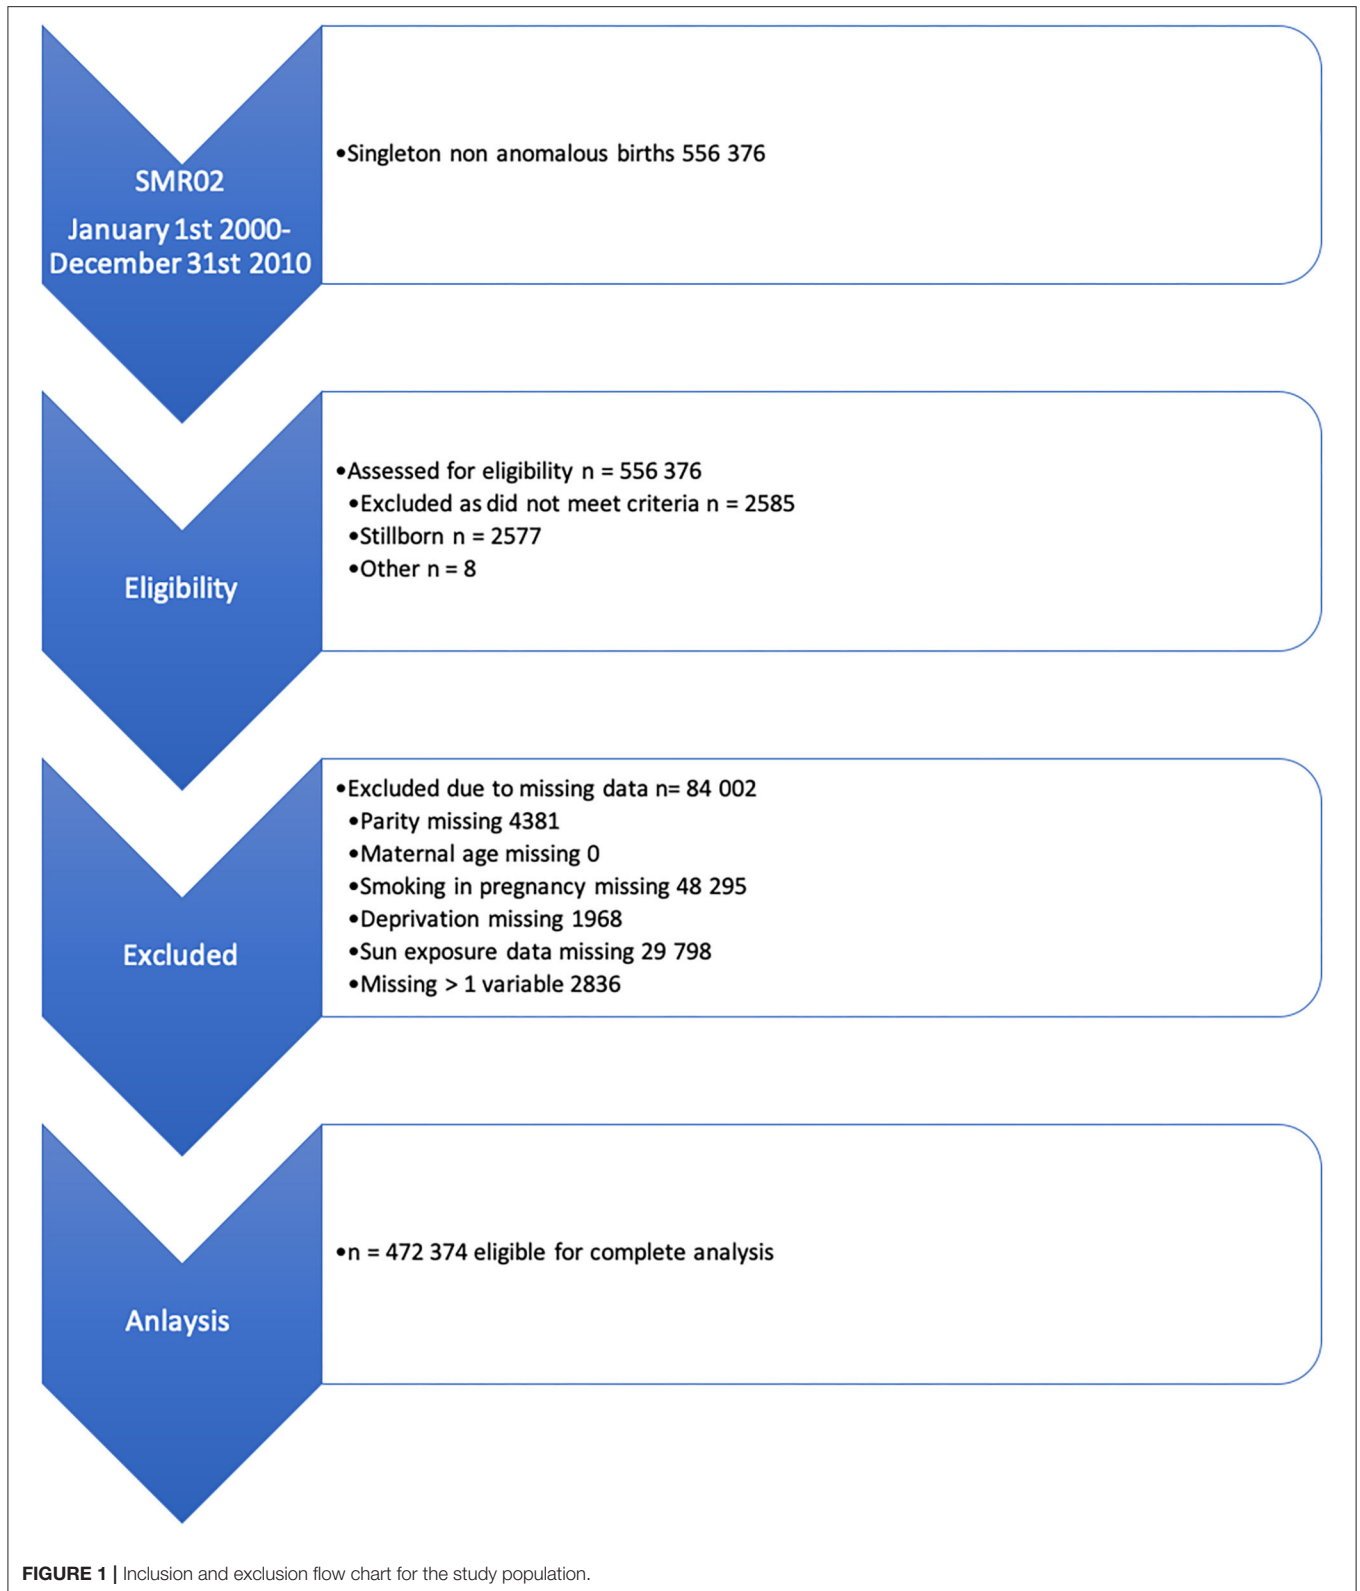 SMR02
January 1st 2000-
December 31st 2010
•Singleton non anomalous births 556 376
Eligibility
•Assessed for eligibility n = 556 376
•Excluded as did not meet criteria n = 2585
•Stillborn n = 2577
•Other n = 8
Excluded
•Excluded due to missing data n= 84 002
•Parity missing 4381
•Maternal age missing 0
•Smoking in pregnancy missing 48 295
•Deprivation missing 1968
•Sun exposure data missing 29 798
•Missing > 1 variable 2836
Anlaysis
•n = 472 374 eligible for complete analysis
FIGURE 1 | Inclusion and exclusion flow chart for the study population.